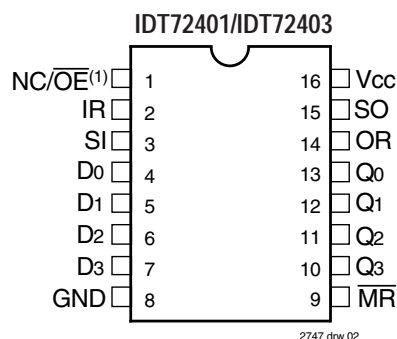 IDT72401/IDT72403
NC/OE(1) 1 16 Vcc
IR 2 15 SO
SI 3 14 OR
D0 4 13 Q0
D1 5 12 Q1
D2 6 11 Q2
D3 7 10 Q3
GND 8 9 MR
2747 drw 02